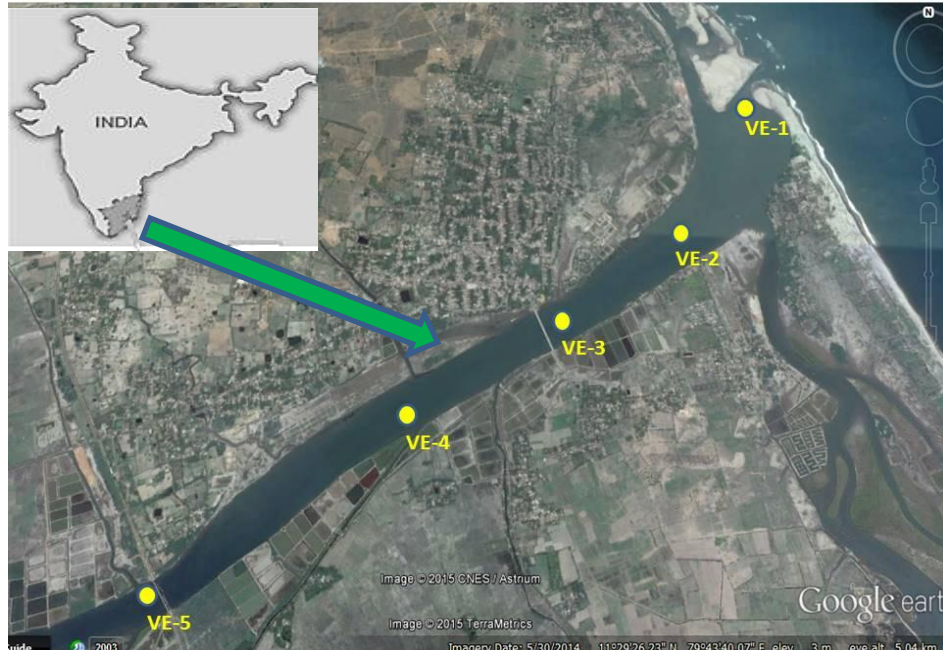 N
INDIA
VE-1
VE-2
VE-3
VE-4
VE-5
Image © 2015 CNES / Astrium
Google eart
Image © 2015 TerraMetrics
uide 2003 Imagery Date: 5/30/2014 11°29'26.23" N 79°43'40.07" E elev 3 m eye alt 5.04 km